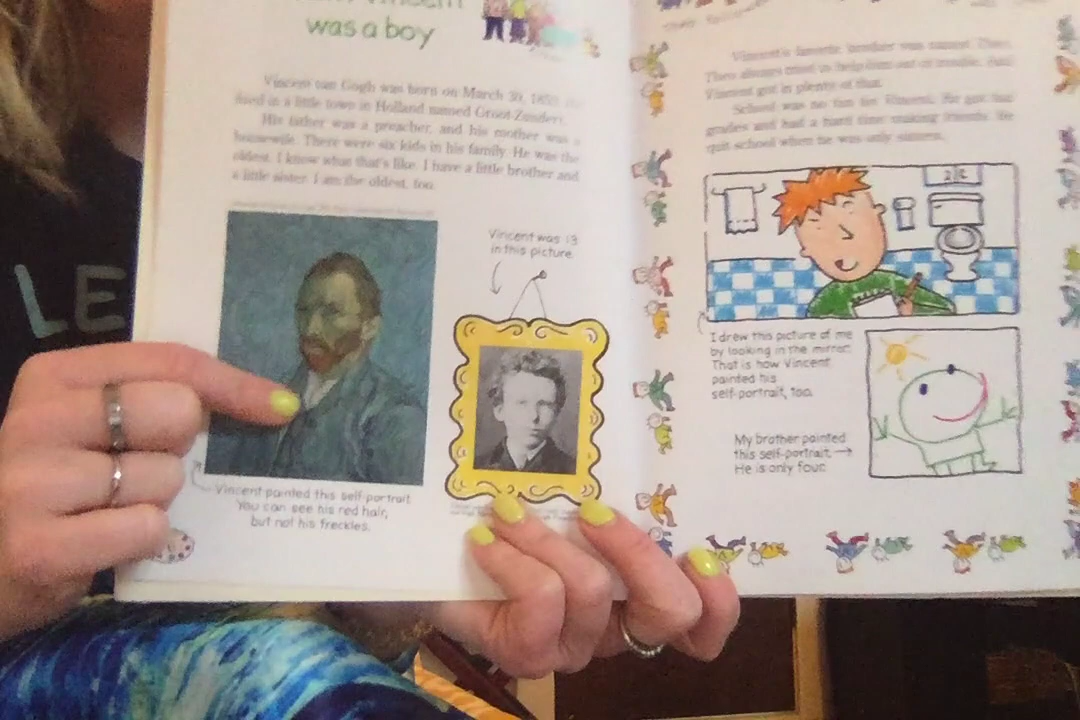 Vincent
was a boy
Vincent van Gogh was born on March 30, 1853. He
lived in a little town in Holland named Groot-Zundert.
His father was a preacher, and his mother was a
housewife. There were six kids in his family. He was the
oldest. I know what that's like. I have a little brother and
a little sister. I am the oldest, too.
Vincent was 13
in this picture.
Vincent painted this self-portrait.
You can see his red hair,
but not his freckles.
LE
Vincent's favorite brother was named Theo.
Theo always tried to help him out of trouble. And
Vincent got in plenty of that.
School was no fun for Vincent. He got bad
grades and had a hard time making friends. He
quit school when he was only sixteen.
I drew this picture of me
by looking in the mirror.
That is how Vincent
painted his
self-portrait, too.
My brother painted
this self-portrait.
He is only four.